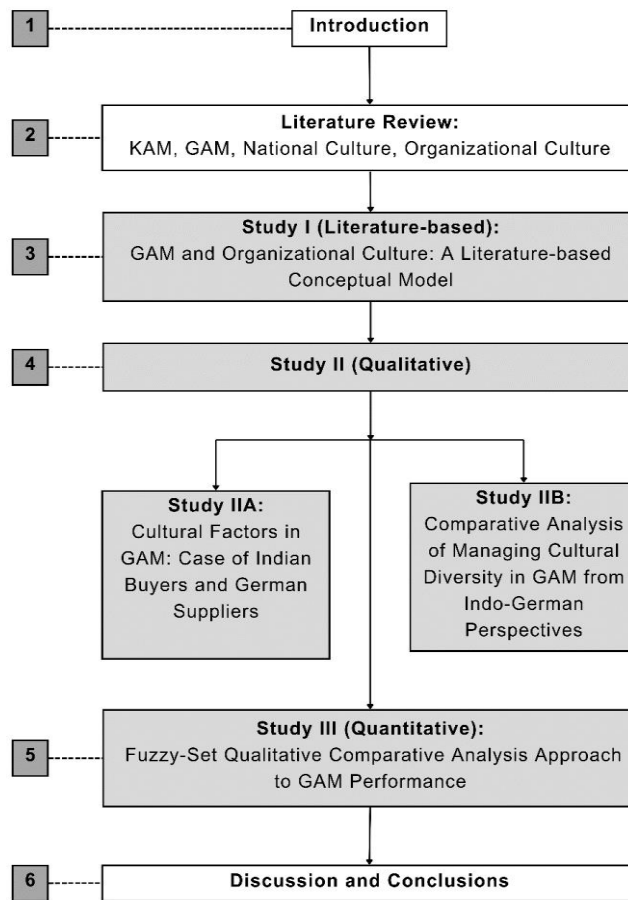 1
Introduction
2
Literature Review:
KAM, GAM, National Culture, Organizational Culture
3
Study I (Literature-based):
GAM and Organizational Culture: A Literature-based
Conceptual Model
4
Study II (Qualitative)
Study IIA:
Cultural Factors in
GAM: Case of Indian
Buyers and German
Suppliers
Study IIB:
Comparative Analysis
of Managing Cultural
Diversity in GAM from
Indo-German
Perspectives
5
Study III (Quantitative):
Fuzzy-Set Qualitative Comparative Analysis Approach
to GAM Performance
6
Discussion and Conclusions